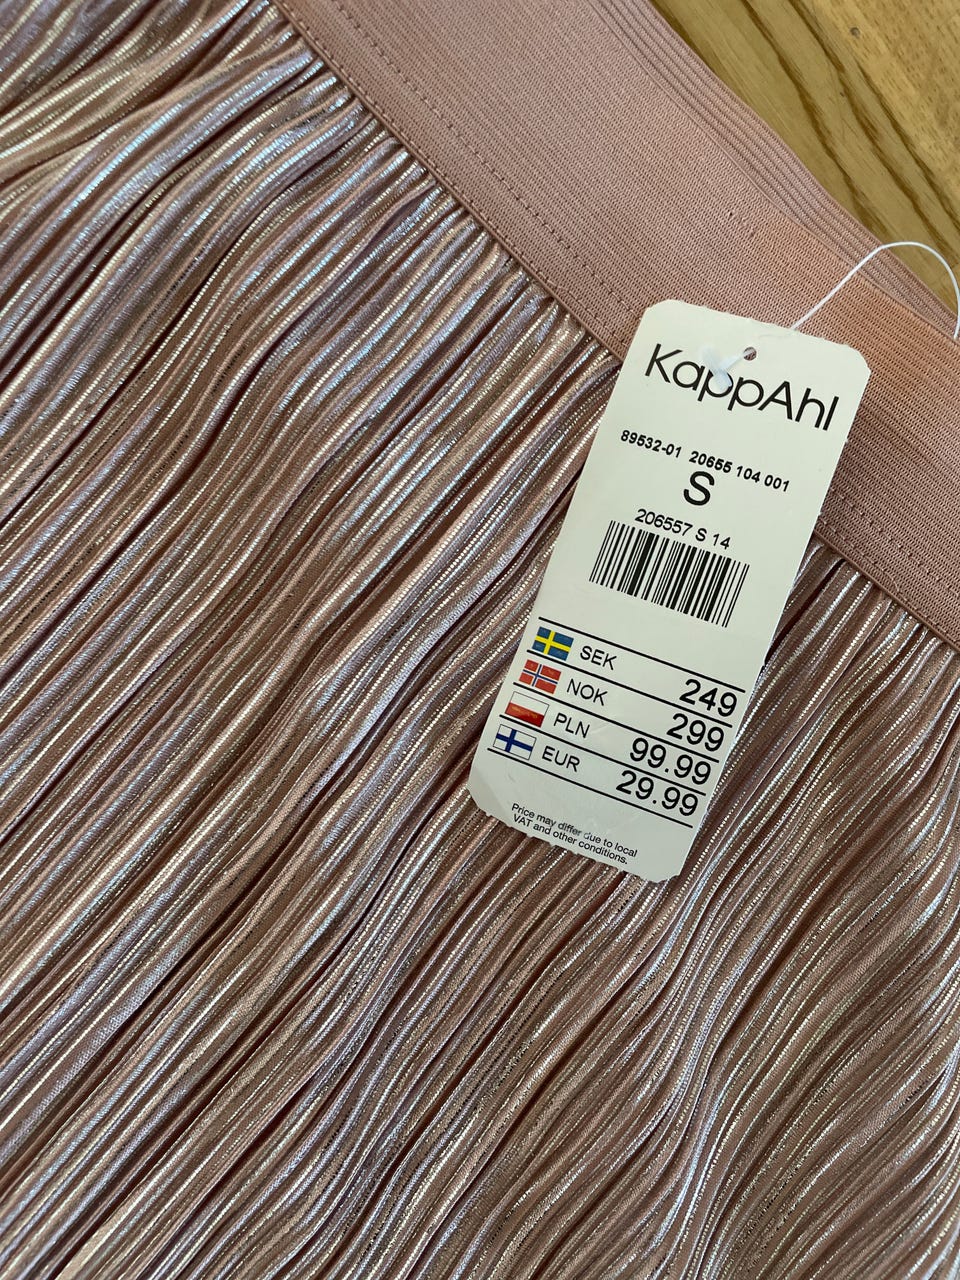 KappAhl
89532-01 20655 104 001
S
206557 S 14
SEK 249
NOK 299
PLN 99.99
EUR 29.99
Price may differ due to local
VAT and other conditions.